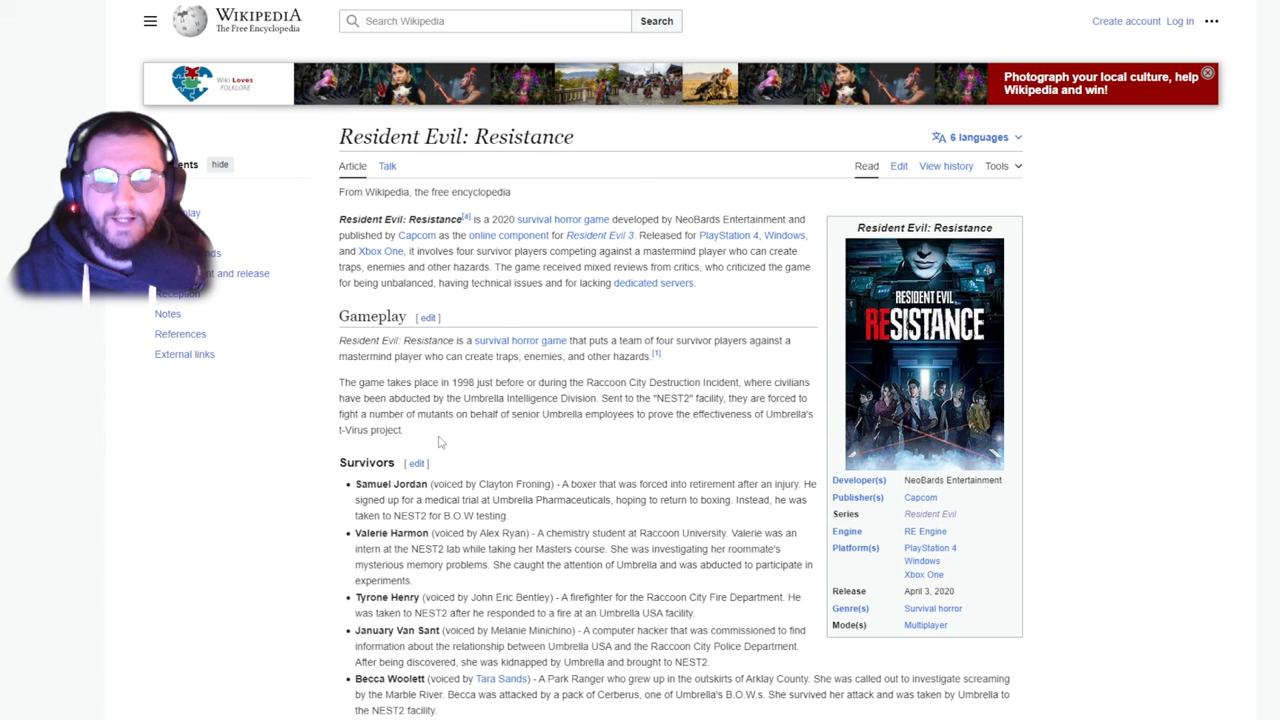 WIKIPEDIA
The Free Encyclopedia
Search Wikipedia
Search
Create account Log in
Wiki Loves
FOLKLORE
Photograph your local culture, help
Wikipedia and win!
Resident Evil: Resistance
6 languages
ents hide
Article Talk
Read Edit View history Tools
From Wikipedia, the free encyclopedia
Resident Evil: Resistance[a] is a 2020 survival horror game developed by NeoBards Entertainment and
published by Capcom as the online component for Resident Evil 3. Released for PlayStation 4, Windows,
and Xbox One, it involves four survivor players competing against a mastermind player who can create
traps, enemies and other hazards. The game received mixed reviews from critics, who criticized the game
for being unbalanced, having technical issues and for lacking dedicated servers.
play
ds
nt and release
Reception
Notes
References
External links
Gameplay [ edit ]
Resident Evil: Resistance is a survival horror game that puts a team of four survivor players against a
mastermind player who can create traps, enemies, and other hazards.[1]
The game takes place in 1998 just before or during the Raccoon City Destruction Incident, where civilians
have been abducted by the Umbrella Intelligence Division. Sent to the "NEST2" facility, they are forced to
fight a number of mutants on behalf of senior Umbrella employees to prove the effectiveness of Umbrella's
t-Virus project.
Survivors [ edit ]
• Samuel Jordan (voiced by Clayton Froning) - A boxer that was forced into retirement after an injury. He
signed up for a medical trial at Umbrella Pharmaceuticals, hoping to return to boxing. Instead, he was
taken to NEST2 for B.O.W testing.
• Valerie Harmon (voiced by Alex Ryan) - A chemistry student at Raccoon University. Valerie was an
intern at the NEST2 lab while taking her Masters course. She was investigating her roommate's
mysterious memory problems. She caught the attention of Umbrella and was abducted to participate in
experiments.
• Tyrone Henry (voiced by John Eric Bentley) - A firefighter for the Raccoon City Fire Department. He
was taken to NEST2 after he responded to a fire at an Umbrella USA facility.
• January Van Sant (voiced by Melanie Minichino) - A computer hacker that was commissioned to find
information about the relationship between Umbrella USA and the Raccoon City Police Department.
After being discovered, she was kidnapped by Umbrella and brought to NEST2.
• Becca Woolett (voiced by Tara Sands) - A Park Ranger who grew up in the outskirts of Arklay County. She was called out to investigate screaming
by the Marble River. Becca was attacked by a pack of Cerberus, one of Umbrella's B.O.W.s. She survived her attack and was taken by Umbrella to
the NEST2 facility.
Resident Evil: Resistance
RESIDENT EVIL
RESISTANCE
Developer(s) NeoBards Entertainment
Publisher(s) Capcom
Series Resident Evil
Engine RE Engine
Platform(s) PlayStation 4
Windows
Xbox One
Release April 3, 2020
Genre(s) Survival horror
Mode(s) Multiplayer